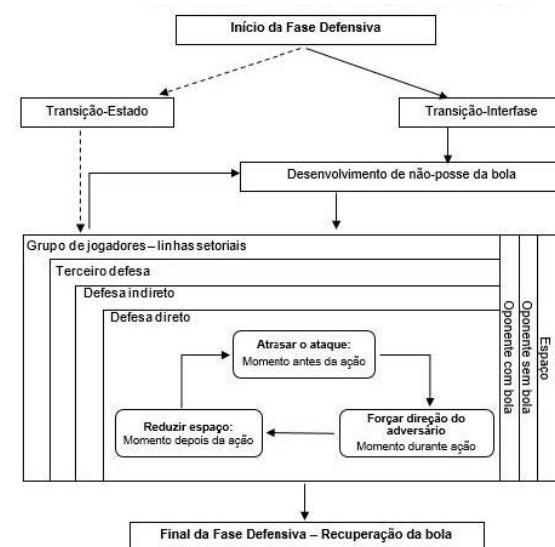 Início da Fase Defensiva
Transição-Estado
Transição-Interfase
Desenvolvimento de não-posse da bola
Grupo de jogadores – linhas setoriais
Terceiro defesa
Defesa indireto
Defesa direto
Atrasar o ataque:
Momento antes da ação
Reduzir espaço:
Momento depois da ação
Forçar direção do
adversário
Momento durante ação
Oponente com bola
Oponente sem bola
Espaço
Final da Fase Defensiva – Recuperação da bola